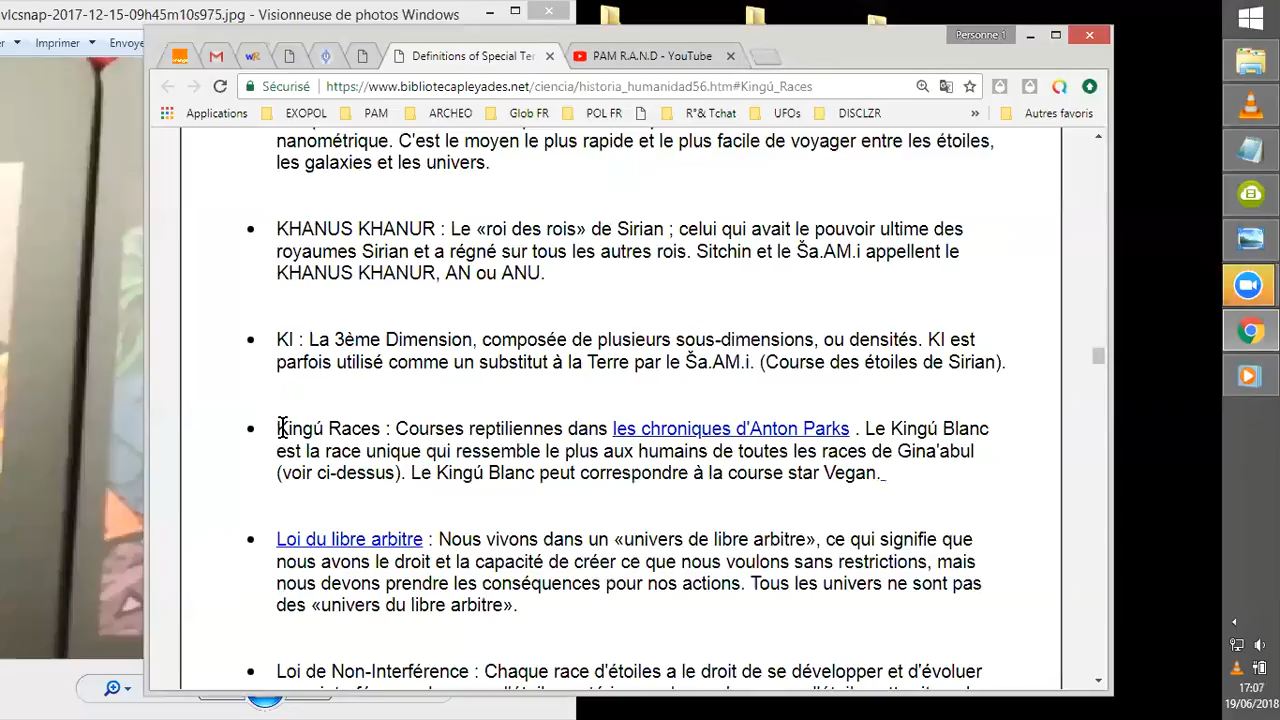 vlcsnap-2017-12-15-09h45m10s975.jpg - Visionneuse de photos Windows
Imprimer
Envoye
Personne 1
Definitions of Special Ter
PAM R.A.N.D - YouTube
Sécurisé
https://www.bibliotecapleyades.net/ciencia/historia_humanidad56.htm#Kingú_Races
Applications
EXOPOL
PAM
ARCHEO
Glob FR
POL FR
R°& Tchat
UFOs
DISCLZR
»
Autres favoris
nanométrique. C'est le moyen le plus rapide et le plus facile de voyager entre les étoiles,
les galaxies et les univers.
KHANUS KHANUR : Le «roi des rois» de Sirian ; celui qui avait le pouvoir ultime des
royaumes Sirian et a régné sur tous les autres rois. Sitchin et le Ša.AM.i appellent le
KHANUS KHANUR, AN ou ANU.
KI : La 3ème Dimension, composée de plusieurs sous-dimensions, ou densités. KI est
parfois utilisé comme un substitut à la Terre par le Ša.AM.i. (Course des étoiles de Sirian).
Kingú Races : Courses reptiliennes dans les chroniques d'Anton Parks . Le Kingú Blanc
est la race unique qui ressemble le plus aux humains de toutes les races de Gina'abul
(voir ci-dessus). Le Kingú Blanc peut correspondre à la course star Vegan.
Loi du libre arbitre : Nous vivons dans un «univers de libre arbitre», ce qui signifie que
nous avons le droit et la capacité de créer ce que nous voulons sans restrictions, mais
nous devons prendre les conséquences pour nos actions. Tous les univers ne sont pas
des «univers du libre arbitre».
Loi de Non-Interférence : Chaque race d'étoiles a le droit de se développer et d'évoluer
17:07
19/06/2018